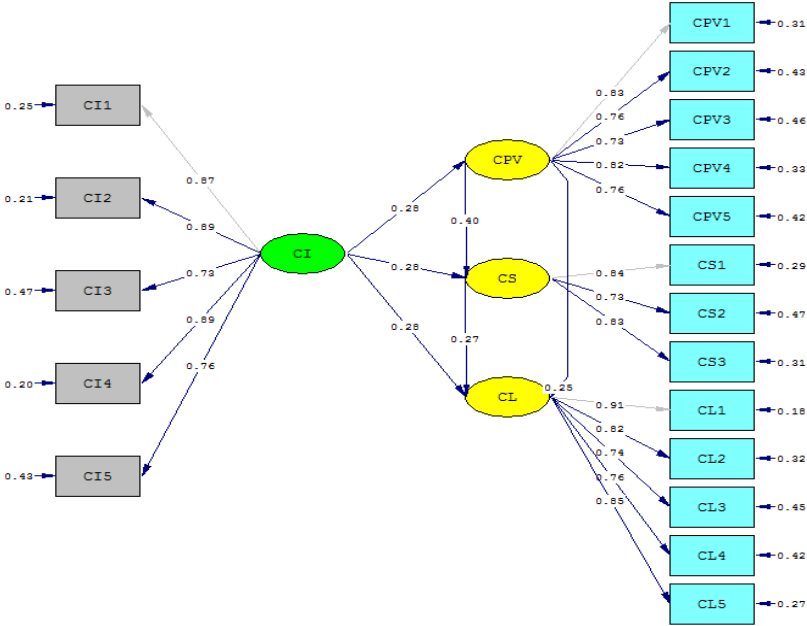 CPV1
0.31
CPV2
0.43
CPV3
0.46
CPV4
0.33
CPV5
0.42
CS1
0.29
CS2
0.47
CS3
0.31
CL1
0.18
CL2
0.32
CL3
0.45
CL4
0.42
CL5
0.27
0.25
CI1
0.21
CI2
0.47
CI3
0.20
CI4
0.43
CI5
0.87
0.89
0.73
0.89
0.76
CI
0.28
0.28
0.28
CPV
0.40
CS
0.27
CL
0.25
0.83
0.76
0.73
0.82
0.76
0.84
0.73
0.83
0.91
0.82
0.74
0.76
0.85